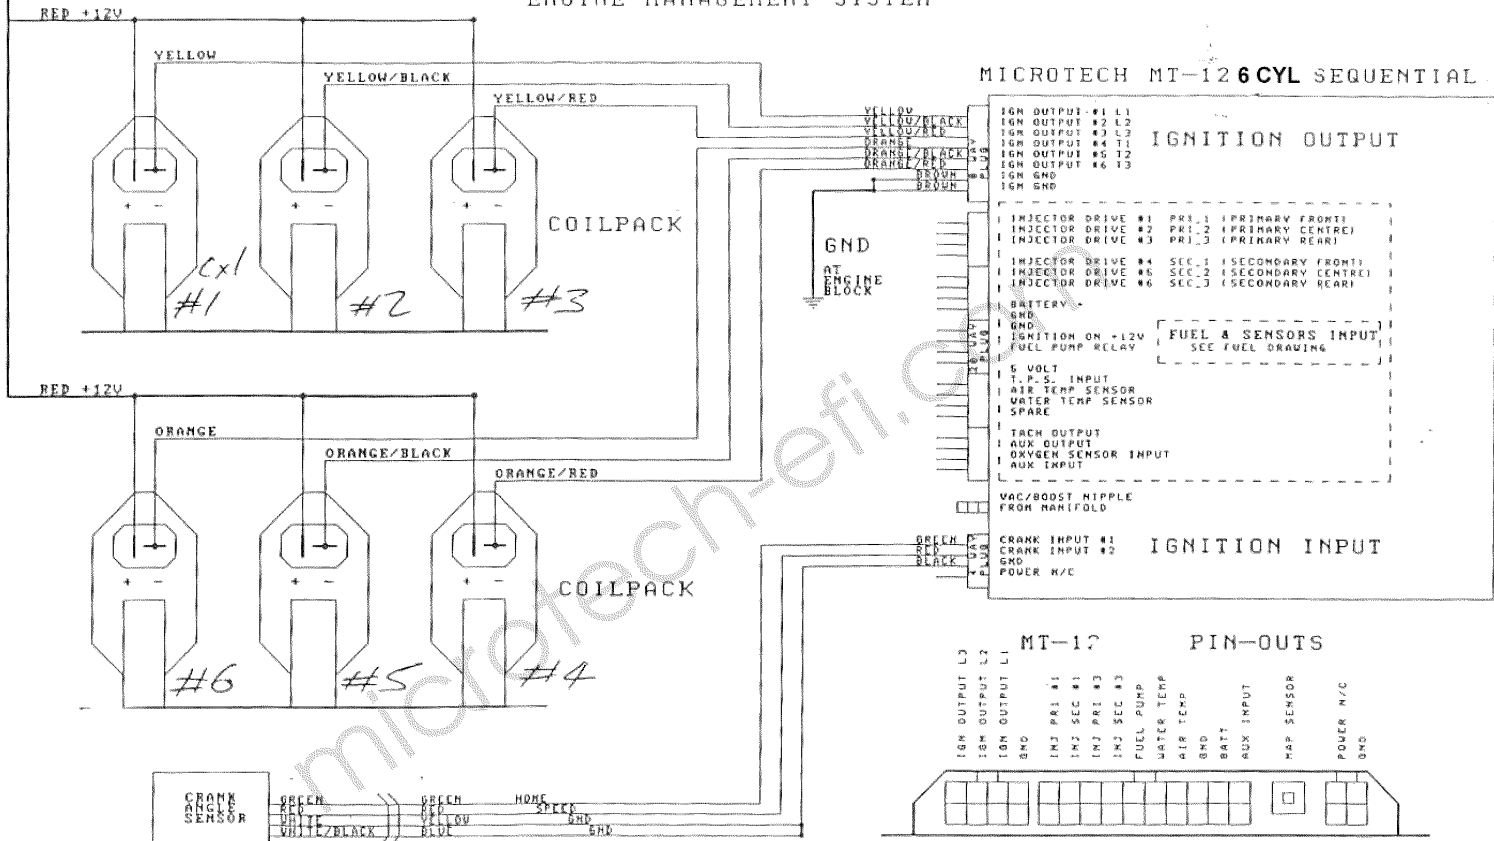 ENGINE MANAGEMENT SYSTEM
RED +12V
YELLOW
YELLOW/BLACK
YELLOW/RED
COILPACK
Cyl
#1
#2
#3
RED +12V
ORANGE
ORANGE/BLACK
ORANGE/RED
COILPACK
#6
#5
#4
CRANK
ANGLE
SENSOR
GREEN GREEN HOME
RED RED SPEED
WHITE YELLOW GND
WHITE/BLACK BLUE GND
GND
AT
ENGINE
BLOCK
MICROTECH MT-12 6 CYL SEQUENTIAL
YELLOW IGN OUTPUT #1 L1
YELLOW/BLACK IGN OUTPUT #2 L2
YELLOW/RED IGN OUTPUT #3 L3
ORANGE IGN OUTPUT #4 T1
ORANGE/BLACK IGN OUTPUT #5 T2
ORANGE/RED IGN OUTPUT #6 T3
BROWN IGN GND
BROWN IGN GND
8 WAY
PLUG
IGNITION OUTPUT
INJECTOR DRIVE #1 PRI_1 (PRIMARY FRONT)
INJECTOR DRIVE #2 PRI_2 (PRIMARY CENTRE)
INJECTOR DRIVE #3 PRI_3 (PRIMARY REAR)
INJECTOR DRIVE #4 SEC_1 (SECONDARY FRONT)
INJECTOR DRIVE #5 SEC_2 (SECONDARY CENTRE)
INJECTOR DRIVE #6 SEC_3 (SECONDARY REAR)
BATTERY -
GND
GND
IGNITION ON +12V
FUEL PUMP RELAY
FUEL & SENSORS INPUT
SEE FUEL DRAWING
WAY
PLUG
5 VOLT
T.P.S. INPUT
AIR TEMP SENSOR
WATER TEMP SENSOR
SPARE
TACH OUTPUT
AUX OUTPUT
OXYGEN SENSOR INPUT
AUX INPUT
VAC/BOOST NIPPLE
FROM MANIFOLD
GREEN CRANK INPUT #1
RED CRANK INPUT #2
BLACK GND
POWER N/C
4 WAY
PLUG
IGNITION INPUT
MT-12 PIN-OUTS
IGN OUTPUT L3
IGN OUTPUT L2
IGN OUTPUT L1
GND
INJ PRI #1
INJ SEC #1
INJ PRI #3
INJ SEC #3
FUEL PUMP
WATER TEMP
AIR TEMP
GND
BATT
AUX INPUT
MAP SENSOR
POWER N/C
GND
microtech-efi.com